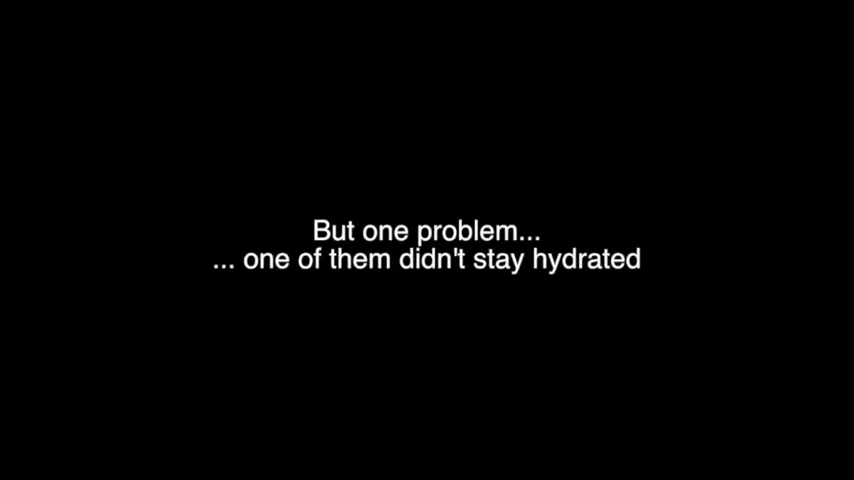 But one problem...
... one of them didn't stay hydrated